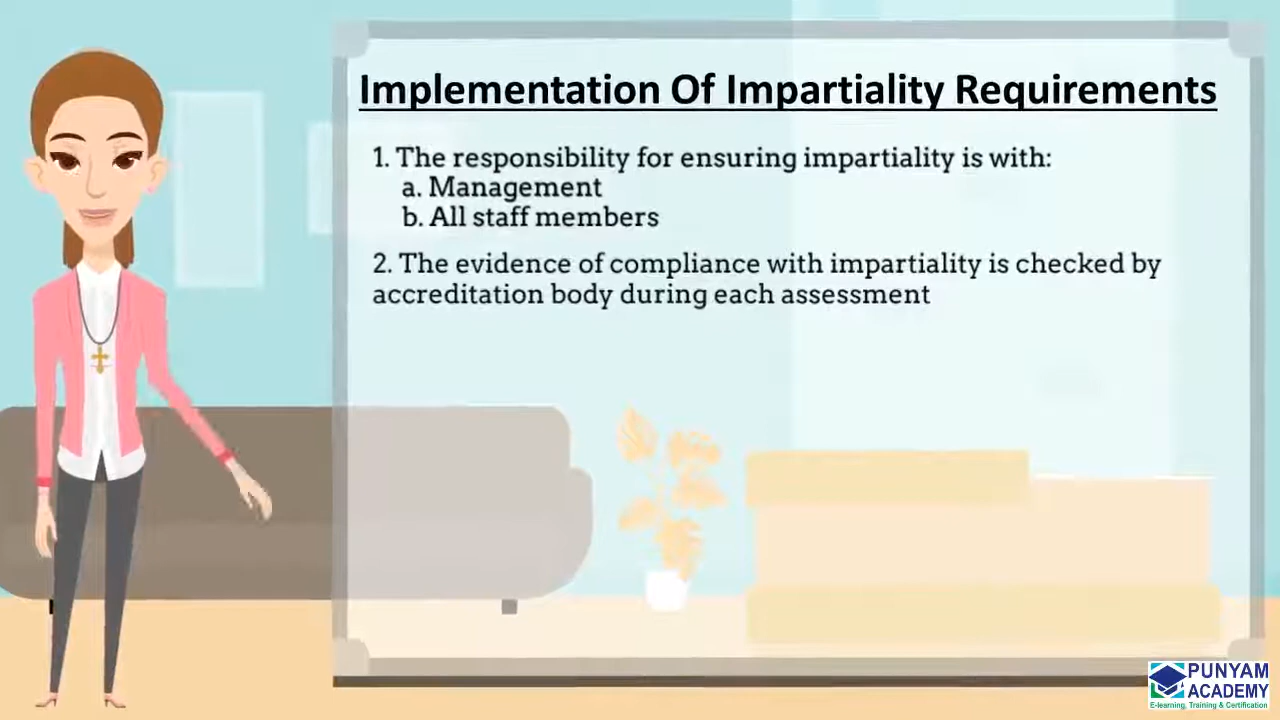 Implementation Of Impartiality Requirements
1. The responsibility for ensuring impartiality is with:
a. Management
b. All staff members
2. The evidence of compliance with impartiality is checked by
accreditation body during each assessment
PUNYAM
ACADEMY
E-learning, Training & Certification